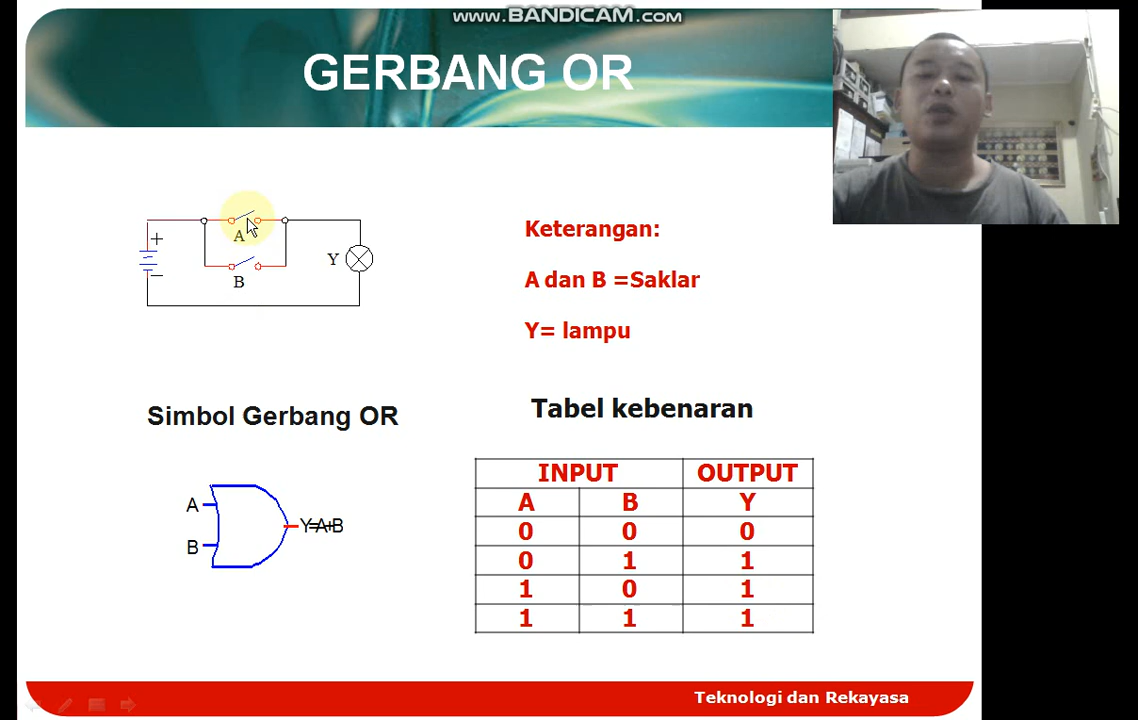 www.BANDICAM.com
GERBANG OR
+
A
B
Y
Keterangan:
A dan B =Saklar
Y= lampu
Simbol Gerbang OR
A
B
Y=A+B
Tabel kebenaran
INPUT OUTPUT
A B Y
0 0 0
0 1 1
1 0 1
1 1 1
Teknologi dan Rekayasa